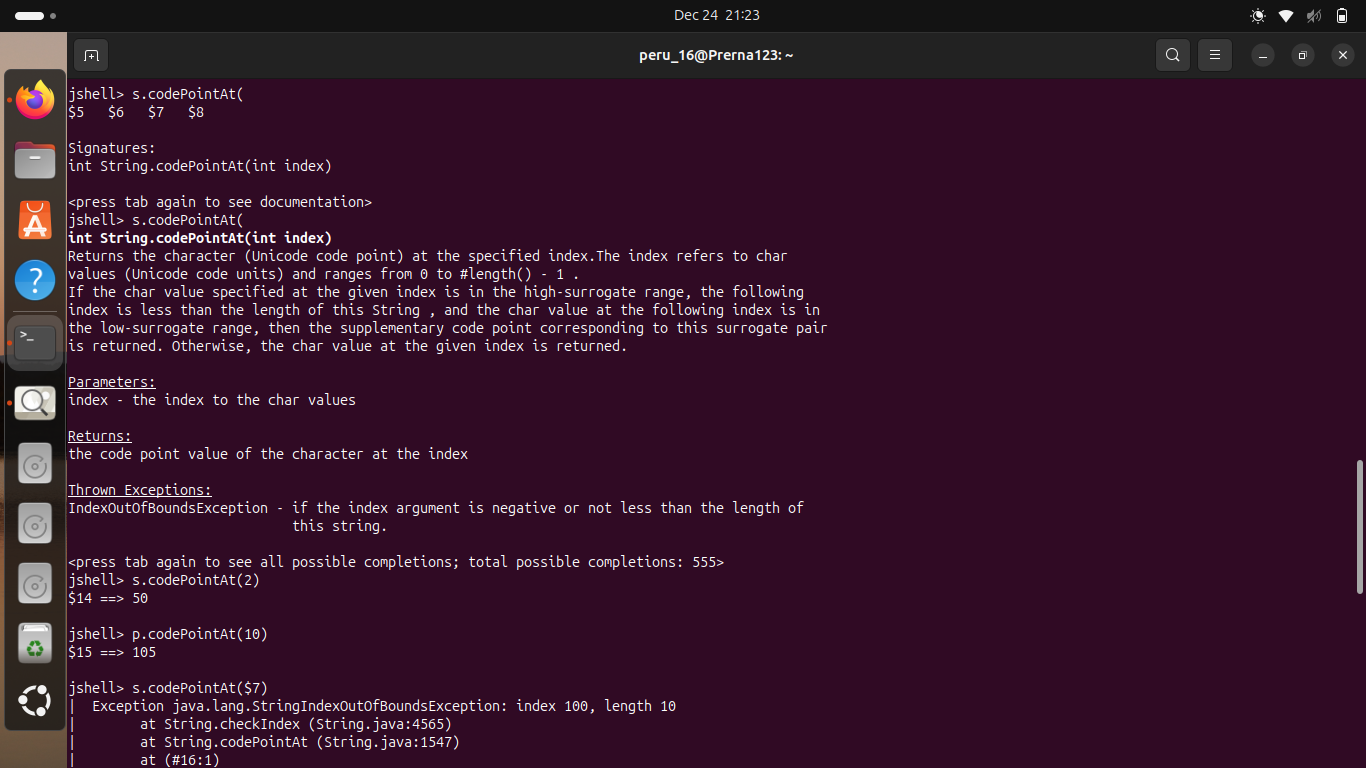 Dec 24 21:23
peru_16@Prerna123: ~
jshell> s.codePointAt(
$5 $6 $7 $8
Signatures:
int String.codePointAt(int index)
<press tab again to see documentation>
jshell> s.codePointAt(
int String.codePointAt(int index)
Returns the character (Unicode code point) at the specified index.The index refers to char
values (Unicode code units) and ranges from 0 to #length() - 1 .
If the char value specified at the given index is in the high-surrogate range, the following
index is less than the length of this String , and the char value at the following index is in
the low-surrogate range, then the supplementary code point corresponding to this surrogate pair
is returned. Otherwise, the char value at the given index is returned.
Parameters:
index - the index to the char values
Returns:
the code point value of the character at the index
Thrown Exceptions:
IndexOutOfBoundsException - if the index argument is negative or not less than the length of
this string.
<press tab again to see all possible completions; total possible completions: 555>
jshell> s.codePointAt(2)
$14 ==> 50
jshell> p.codePointAt(10)
$15 ==> 105
jshell> s.codePointAt($7)
|  Exception java.lang.StringIndexOutOfBoundsException: index 100, length 10
|        at String.checkIndex (String.java:4565)
|        at String.codePointAt (String.java:1547)
|        at (#16:1)